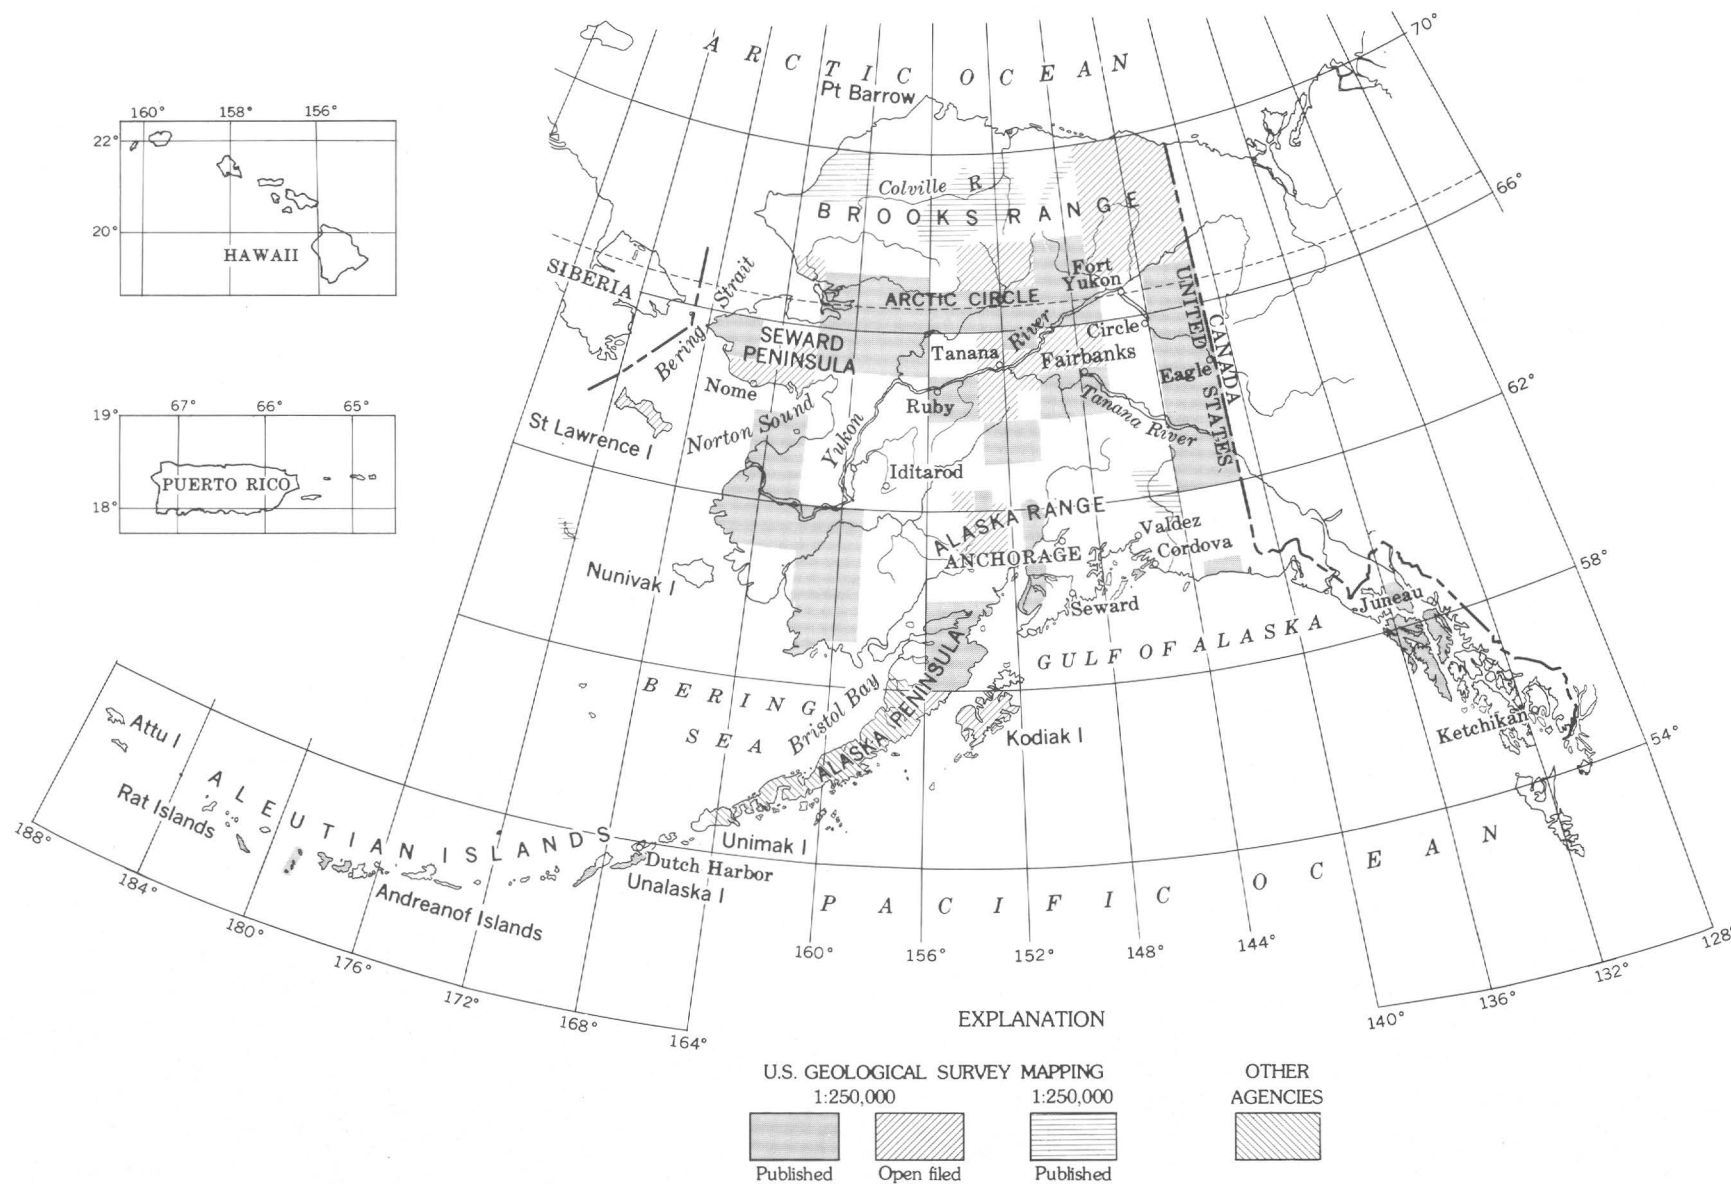 ARCTIC OCEAN
70°
Pt Barrow
160° 158° 156°
22°
20°
HAWAII
66°
Colville R
BROOKS RANGE
SIBERIA
Bering Strait
Fort
Yukon
ARCTIC CIRCLE
UNITED STATES
CANADA
SEWARD
PENINSULA
Tanana
River
Circle
Fairbanks
Eagle
62°
Nome
Ruby
Tanana River
67° 66° 65°
19°
18°
PUERTO RICO
St Lawrence I
Norton Sound
Yukon
Iditarod
ALASKA RANGE
Valdez
ANCHORAGE
Cordova
58°
Nunivak I
Seward
Juneau
GULF OF ALASKA
BERING
SEA
Bristol Bay
ALASKA PENINSULA
Kodiak I
Ketchikan
54°
Attu I
Rat Islands
ALEUTIAN ISLANDS
Unimak I
Dutch Harbor
Unalaska I
Andreanof Islands
PACIFIC OCEAN
188°
184°
180°
176°
172°
168°
164°
160° 156° 152° 148° 144°
140°
136°
132°
128°
EXPLANATION
U.S. GEOLOGICAL SURVEY MAPPING
1:250,000 1:250,000
OTHER
AGENCIES
Published Open filed Published